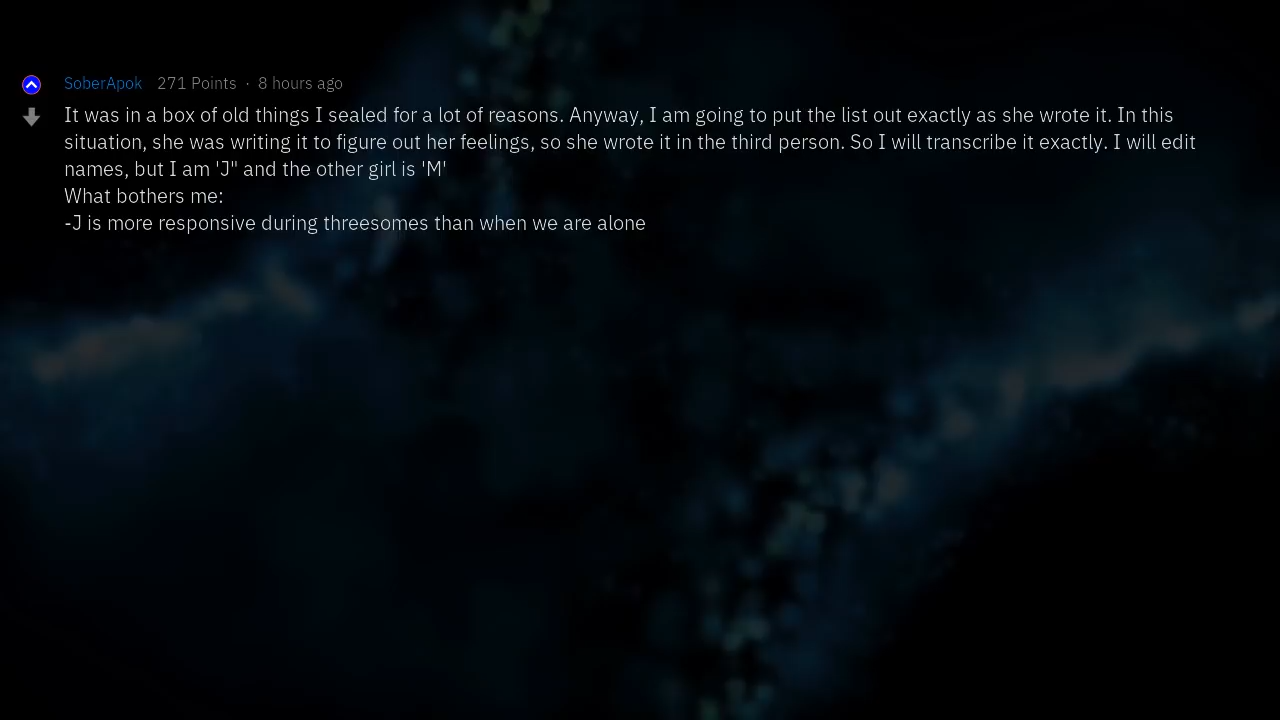 Sober​Apok 271 Points · 8 hours ago
It was in a box of old things I sealed for a lot of reasons. Anyway, I am going to put the list out exactly as she wrote it. In this
situation, she was writing it to figure out her feelings, so she wrote it in the third person. So I will transcribe it exactly. I will edit
names, but I am 'J" and the other girl is 'M'
What bothers me:
-J is more responsive during threesomes than when we are alone